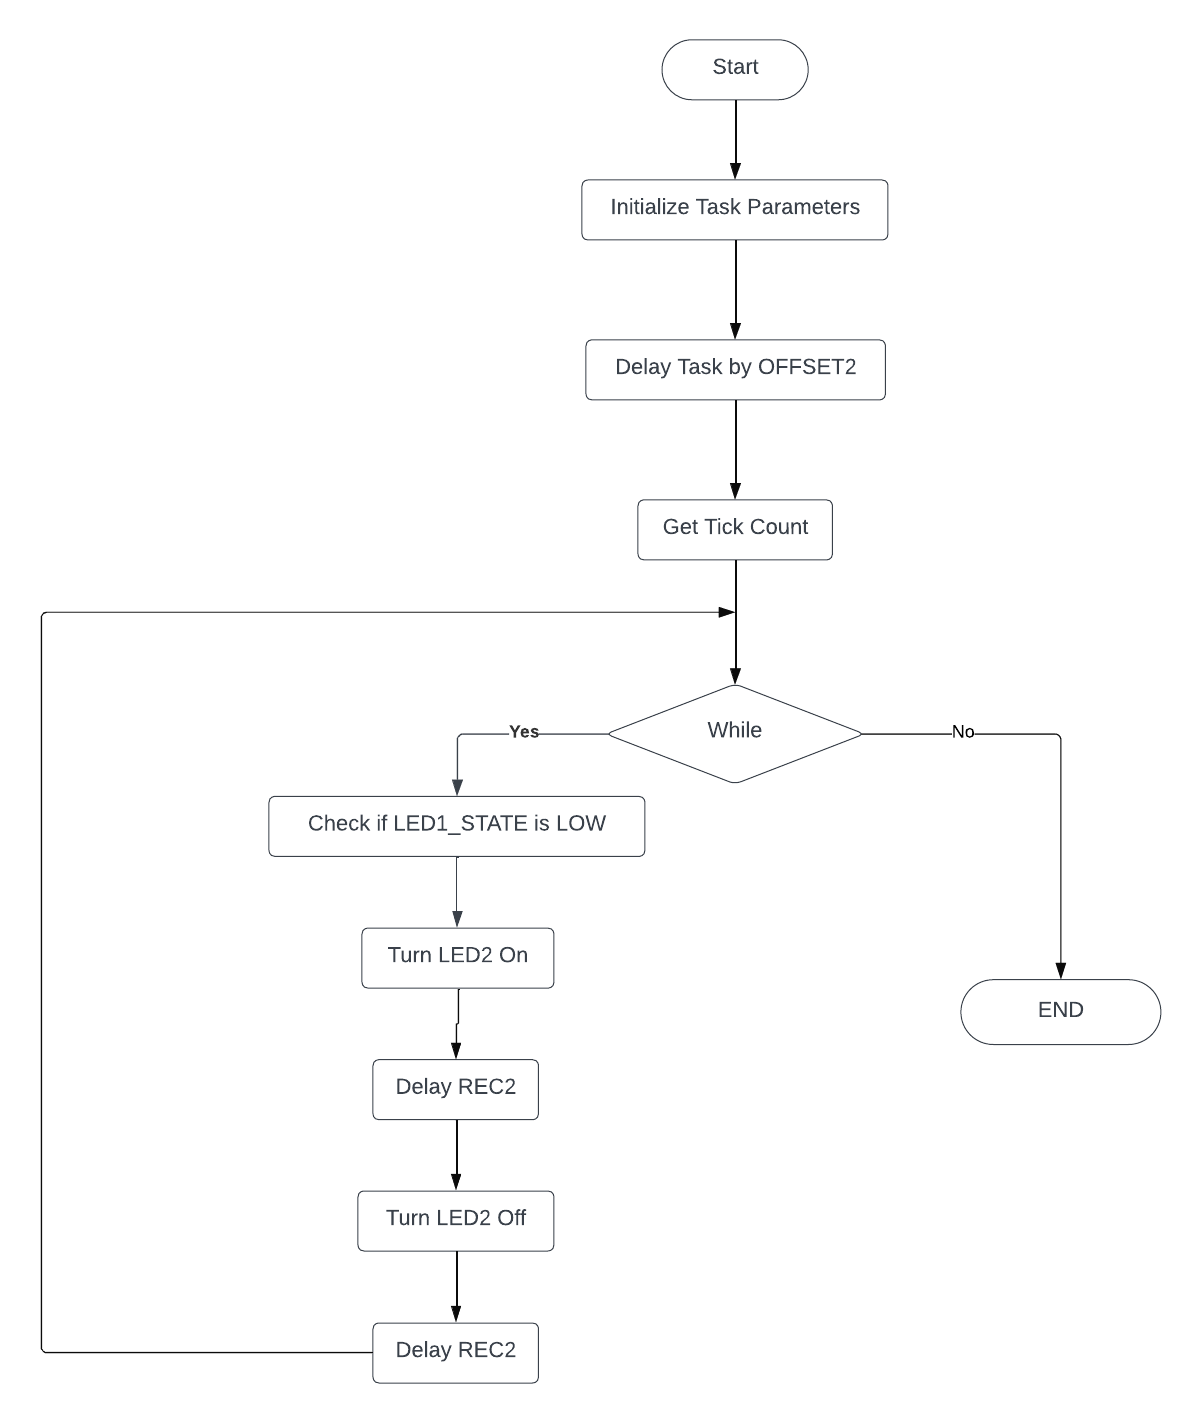 Start
Initialize Task Parameters
Delay Task by OFFSET2
Get Tick Count
While
Yes
No
Check if LED1_STATE is LOW
Turn LED2 On
END
Delay REC2
Turn LED2 Off
Delay REC2